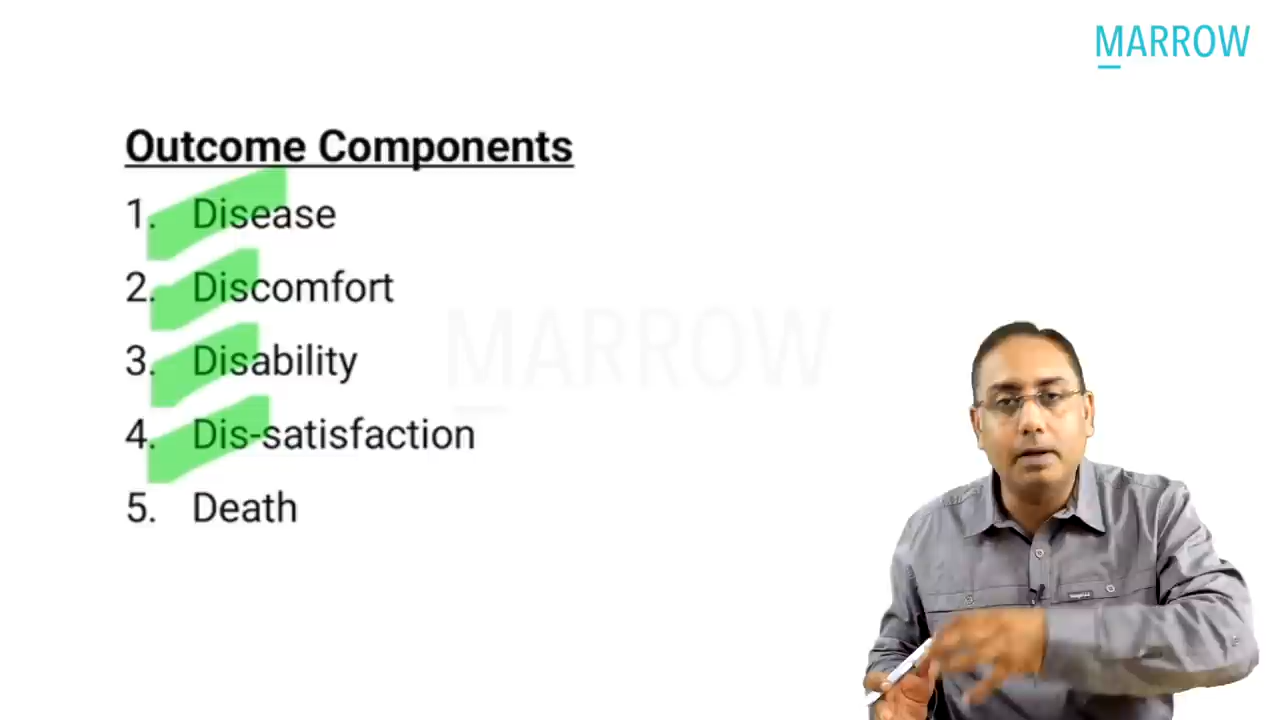 MARROW
Outcome Components
1. Disease
2. Discomfort
3. Disability
4. Dis-satisfaction
5. Death
MARROW